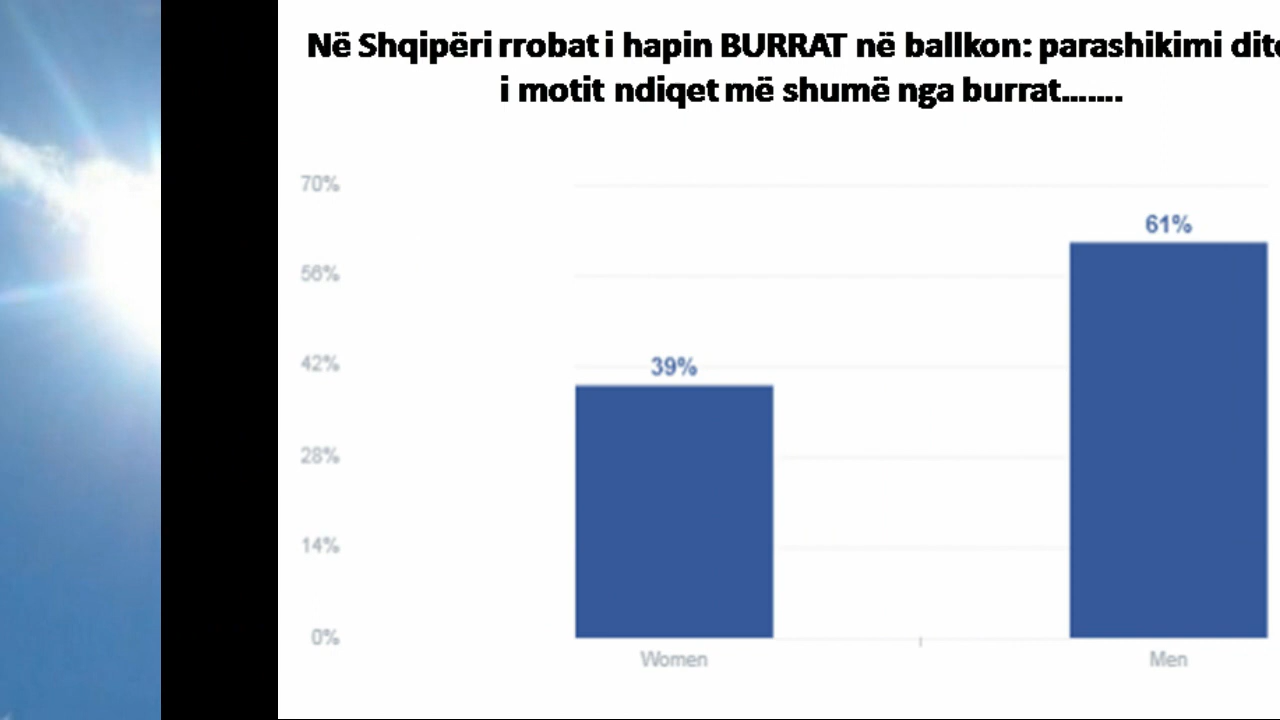 Në Shqipëri rrobat i hapin BURRAT në ballkon: parashikimi
i motit ndiqet më shumë nga burrat.......
70%
61%
56%
42%
39%
28%
14%
0%
Women
Men